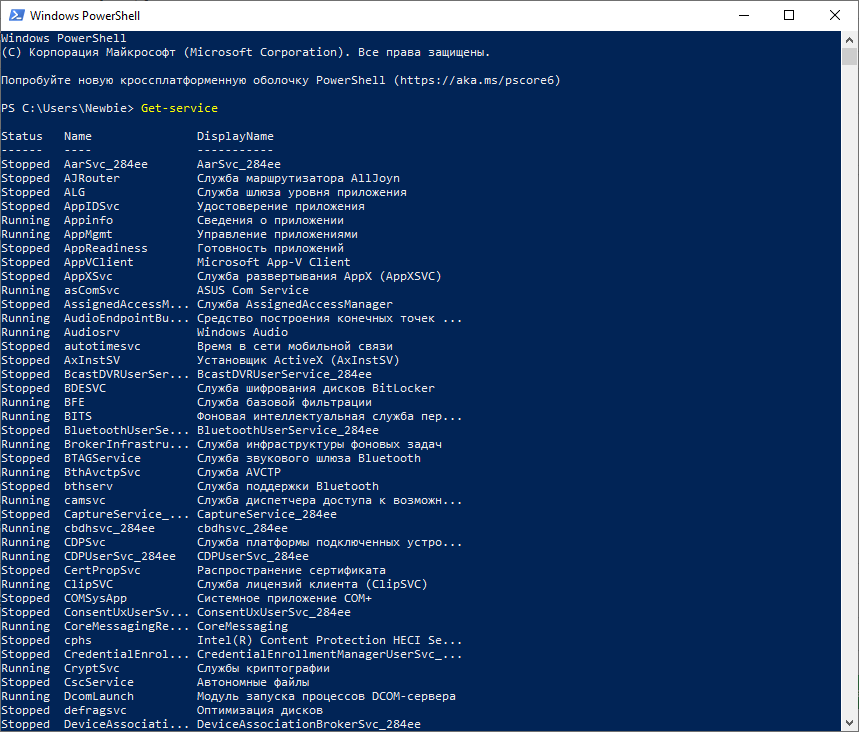 Windows PowerShell
Windows PowerShell
(C) Корпорация Майкрософт (Microsoft Corporation). Все права защищены.
Попробуйте новую кроссплатформенную оболочку PowerShell (https://aka.ms/pscore6)
PS C:\Users\Newbie> Get-service
Status   Name               DisplayName
------   ----               -----------
Stopped  AarSvc_284ee       AarSvc_284ee
Stopped  AJRouter           Служба маршрутизатора AllJoyn
Stopped  ALG                Служба шлюза уровня приложения
Stopped  AppIDSvc           Удостоверение приложения
Running  Appinfo            Сведения о приложении
Running  AppMgmt            Управление приложениями
Stopped  AppReadiness       Готовность приложений
Stopped  AppVClient         Microsoft App-V Client
Stopped  AppXSvc            Служба развертывания AppX (AppXSVC)
Running  asComSvc           ASUS Com Service
Stopped  AssignedAccessM... Служба AssignedAccessManager
Running  AudioEndpointBu... Средство построения конечных точек ...
Running  Audiosrv           Windows Audio
Stopped  autotimesvc        Время в сети мобильной связи
Stopped  AxInstSV           Установщик ActiveX (AxInstSV)
Stopped  BcastDVRUserSer... BcastDVRUserService_284ee
Stopped  BDESVC             Служба шифрования дисков BitLocker
Running  BFE                Служба базовой фильтрации
Running  BITS               Фоновая интеллектуальная служба пер...
Stopped  BluetoothUserSe... BluetoothUserService_284ee
Running  BrokerInfrastru... Служба инфраструктуры фоновых задач
Stopped  BTAGService        Служба звукового шлюза Bluetooth
Running  BthAvctpSvc        Служба AVCTP
Stopped  bthserv            Служба поддержки Bluetooth
Running  camsvc             Служба диспетчера доступа к возможн...
Stopped  CaptureService_... CaptureService_284ee
Running  cbdhsvc_284ee      cbdhsvc_284ee
Running  CDPSvc             Служба платформы подключенных устро...
Running  CDPUserSvc_284ee   CDPUserSvc_284ee
Stopped  CertPropSvc        Распространение сертификата
Running  ClipSVC            Служба лицензий клиента (ClipSVC)
Stopped  COMSysApp          Системное приложение COM+
Stopped  ConsentUxUserSv... ConsentUxUserSvc_284ee
Running  CoreMessagingRe... CoreMessaging
Stopped  cphs               Intel(R) Content Protection HECI Se...
Stopped  CredentialEnrol... CredentialEnrollmentManagerUserSvc_...
Running  CryptSvc           Службы криптографии
Stopped  CscService         Автономные файлы
Running  DcomLaunch         Модуль запуска процессов DCOM-сервера
Stopped  defragsvc          Оптимизация дисков
Stopped  DeviceAssociati... DeviceAssociationBrokerSvc_284ee